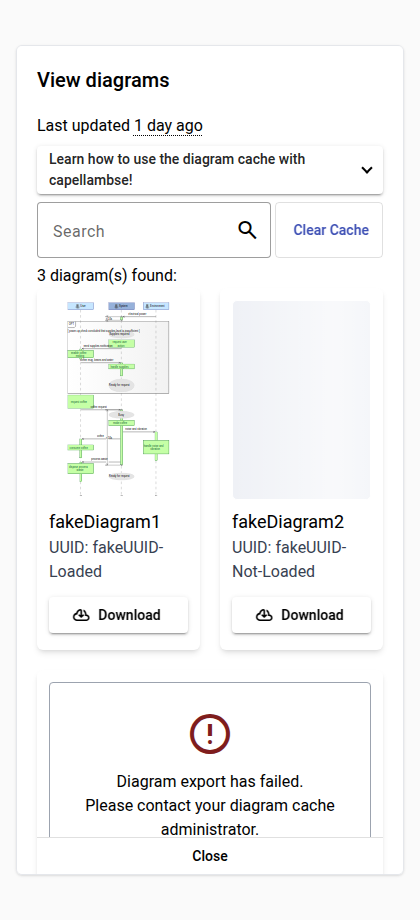 View diagrams
Last updated 1 day ago
Learn how to use the diagram cache with
capellambse!
Search
Clear Cache
3 diagram(s) found:
fakeDiagram1
UUID: fakeUUID-
Loaded
Download
fakeDiagram2
UUID: fakeUUID-
Not-Loaded
Download
Diagram export has failed.
Please contact your diagram cache
administrator.
Close